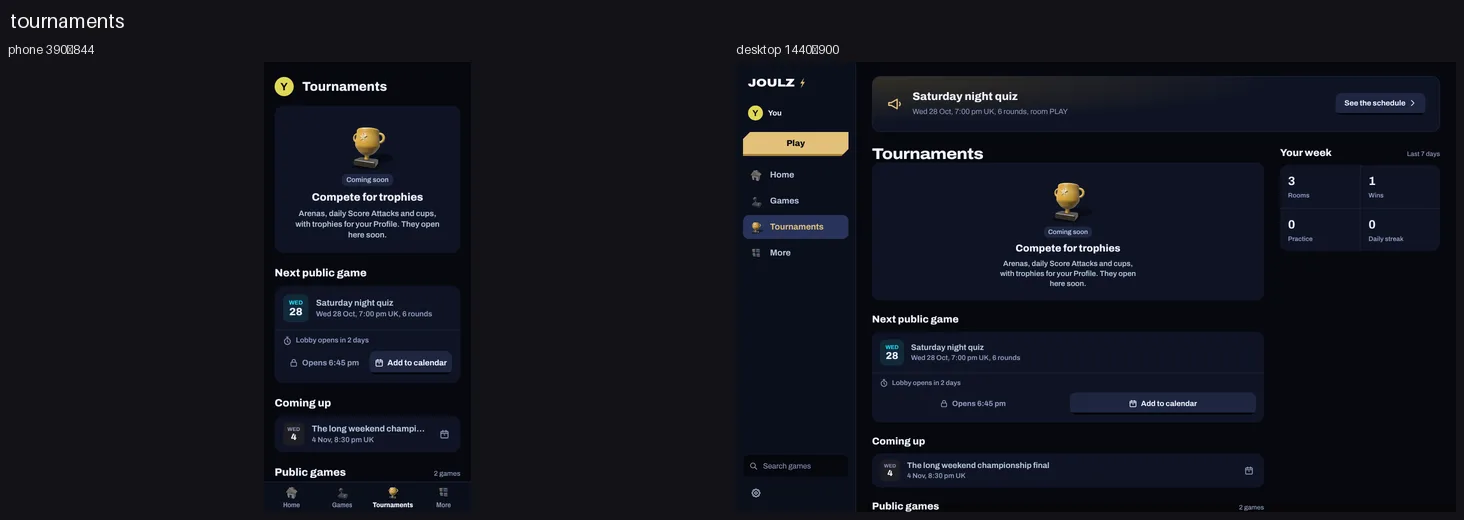 tournaments
phone 390▯844
Y Tournaments
Coming soon
Compete for trophies
Arenas, daily Score Attacks and cups,
with trophies for your Profile. They open
here soon.
Next public game
WED
28
Saturday night quiz
Wed 28 Oct, 7:00 pm UK, 6 rounds
Lobby opens in 2 days
Opens 6:45 pm
Add to calendar
Coming up
WED
4
The long weekend champi...
4 Nov, 8:30 pm UK
Public games
2 games
Home
Games
Tournaments
More
desktop 1440▯900
JOULZ
Y You
Play
Home
Games
Tournaments
More
Search games
Saturday night quiz
Wed 28 Oct, 7:00 pm UK, 6 rounds, room PLAY
See the schedule
Tournaments
Coming soon
Compete for trophies
Arenas, daily Score Attacks and cups,
with trophies for your Profile. They open
here soon.
Next public game
WED
28
Saturday night quiz
Wed 28 Oct, 7:00 pm UK, 6 rounds
Lobby opens in 2 days
Opens 6:45 pm
Add to calendar
Coming up
WED
4
The long weekend championship final
4 Nov, 8:30 pm UK
Public games
2 games
Your week
Last 7 days
3
Rooms
1
Wins
0
Practice
0
Daily streak